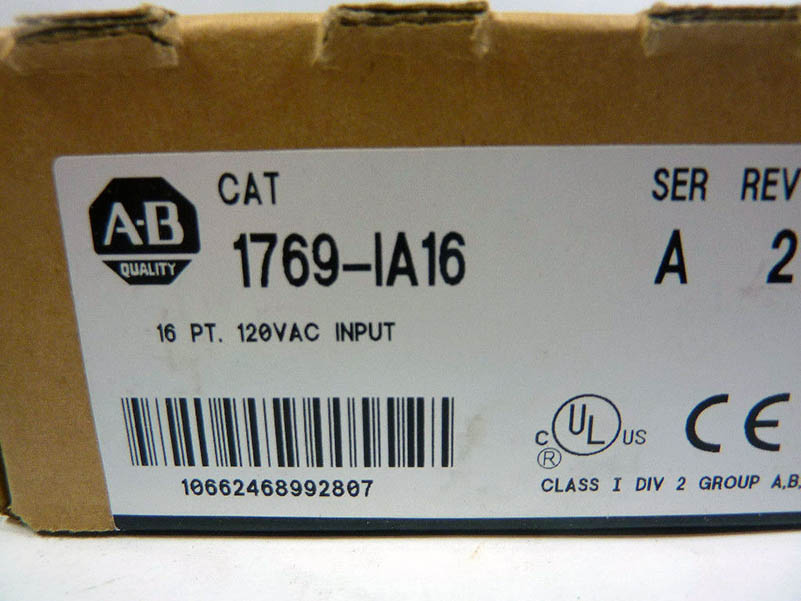 A-B
QUALITY
CAT
1769-IA16
SER REV
A 2
16 PT. 120VAC INPUT
10662468992807
C UL US
®
CE
CLASS I DIV 2 GROUP A,B,